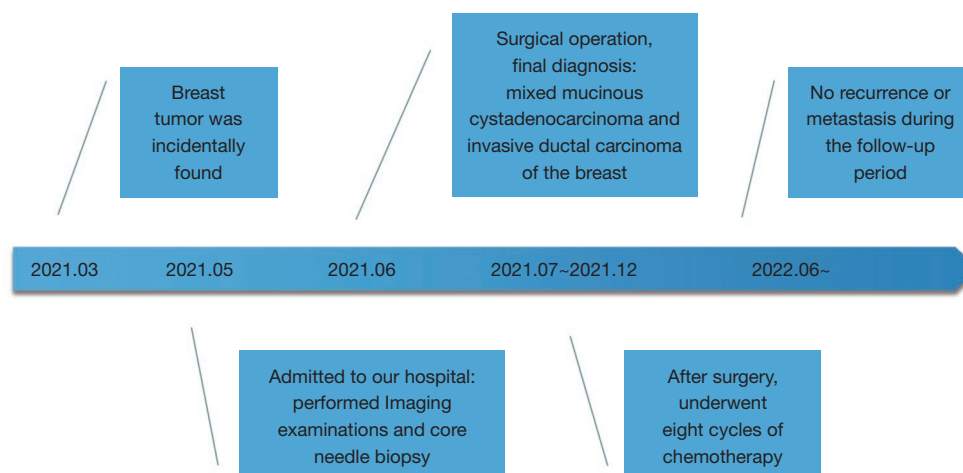 Breast
tumor was
incidentally
found
Surgical operation,
final diagnosis:
mixed mucinous
cystadenocarcinoma and
invasive ductal carcinoma
of the breast
No recurrence or
metastasis during
the follow-up
period
2021.03
2021.05
2021.06
2021.07~2021.12
2022.06~
Admitted to our hospital:
performed Imaging
examinations and core
needle biopsy
After surgery,
underwent
eight cycles of
chemotherapy